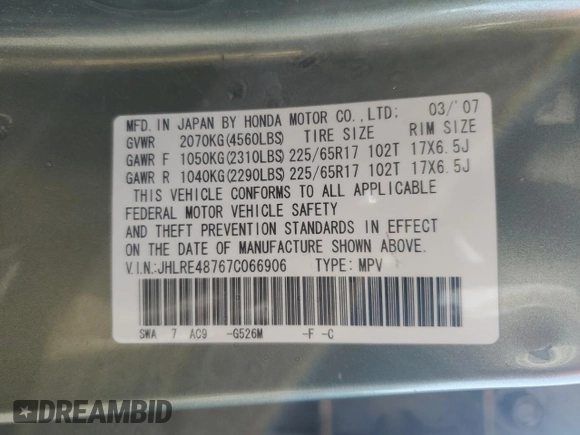 MFD. IN JAPAN BY HONDA MOTOR CO.,LTD: 03/'07
GVWR 2070KG(4560LBS) TIRE SIZE RIM SIZE
GAWR F 1050KG(2310LBS) 225/65R17 102T 17X6.5J
GAWR R 1040KG(2290LBS) 225/65R17 102T 17X6.5J
THIS VEHICLE CONFORMS TO ALL APPLICABLE
FEDERAL MOTOR VEHICLE SAFETY
AND THEFT PREVENTION STANDARDS IN EFFECT
ON THE DATE OF MANUFACTURE SHOWN ABOVE.
V.I.N.:JHLRE48767C066906 TYPE: MPV
SWA 7 AC9 -G526M -F -C
DREAMBID